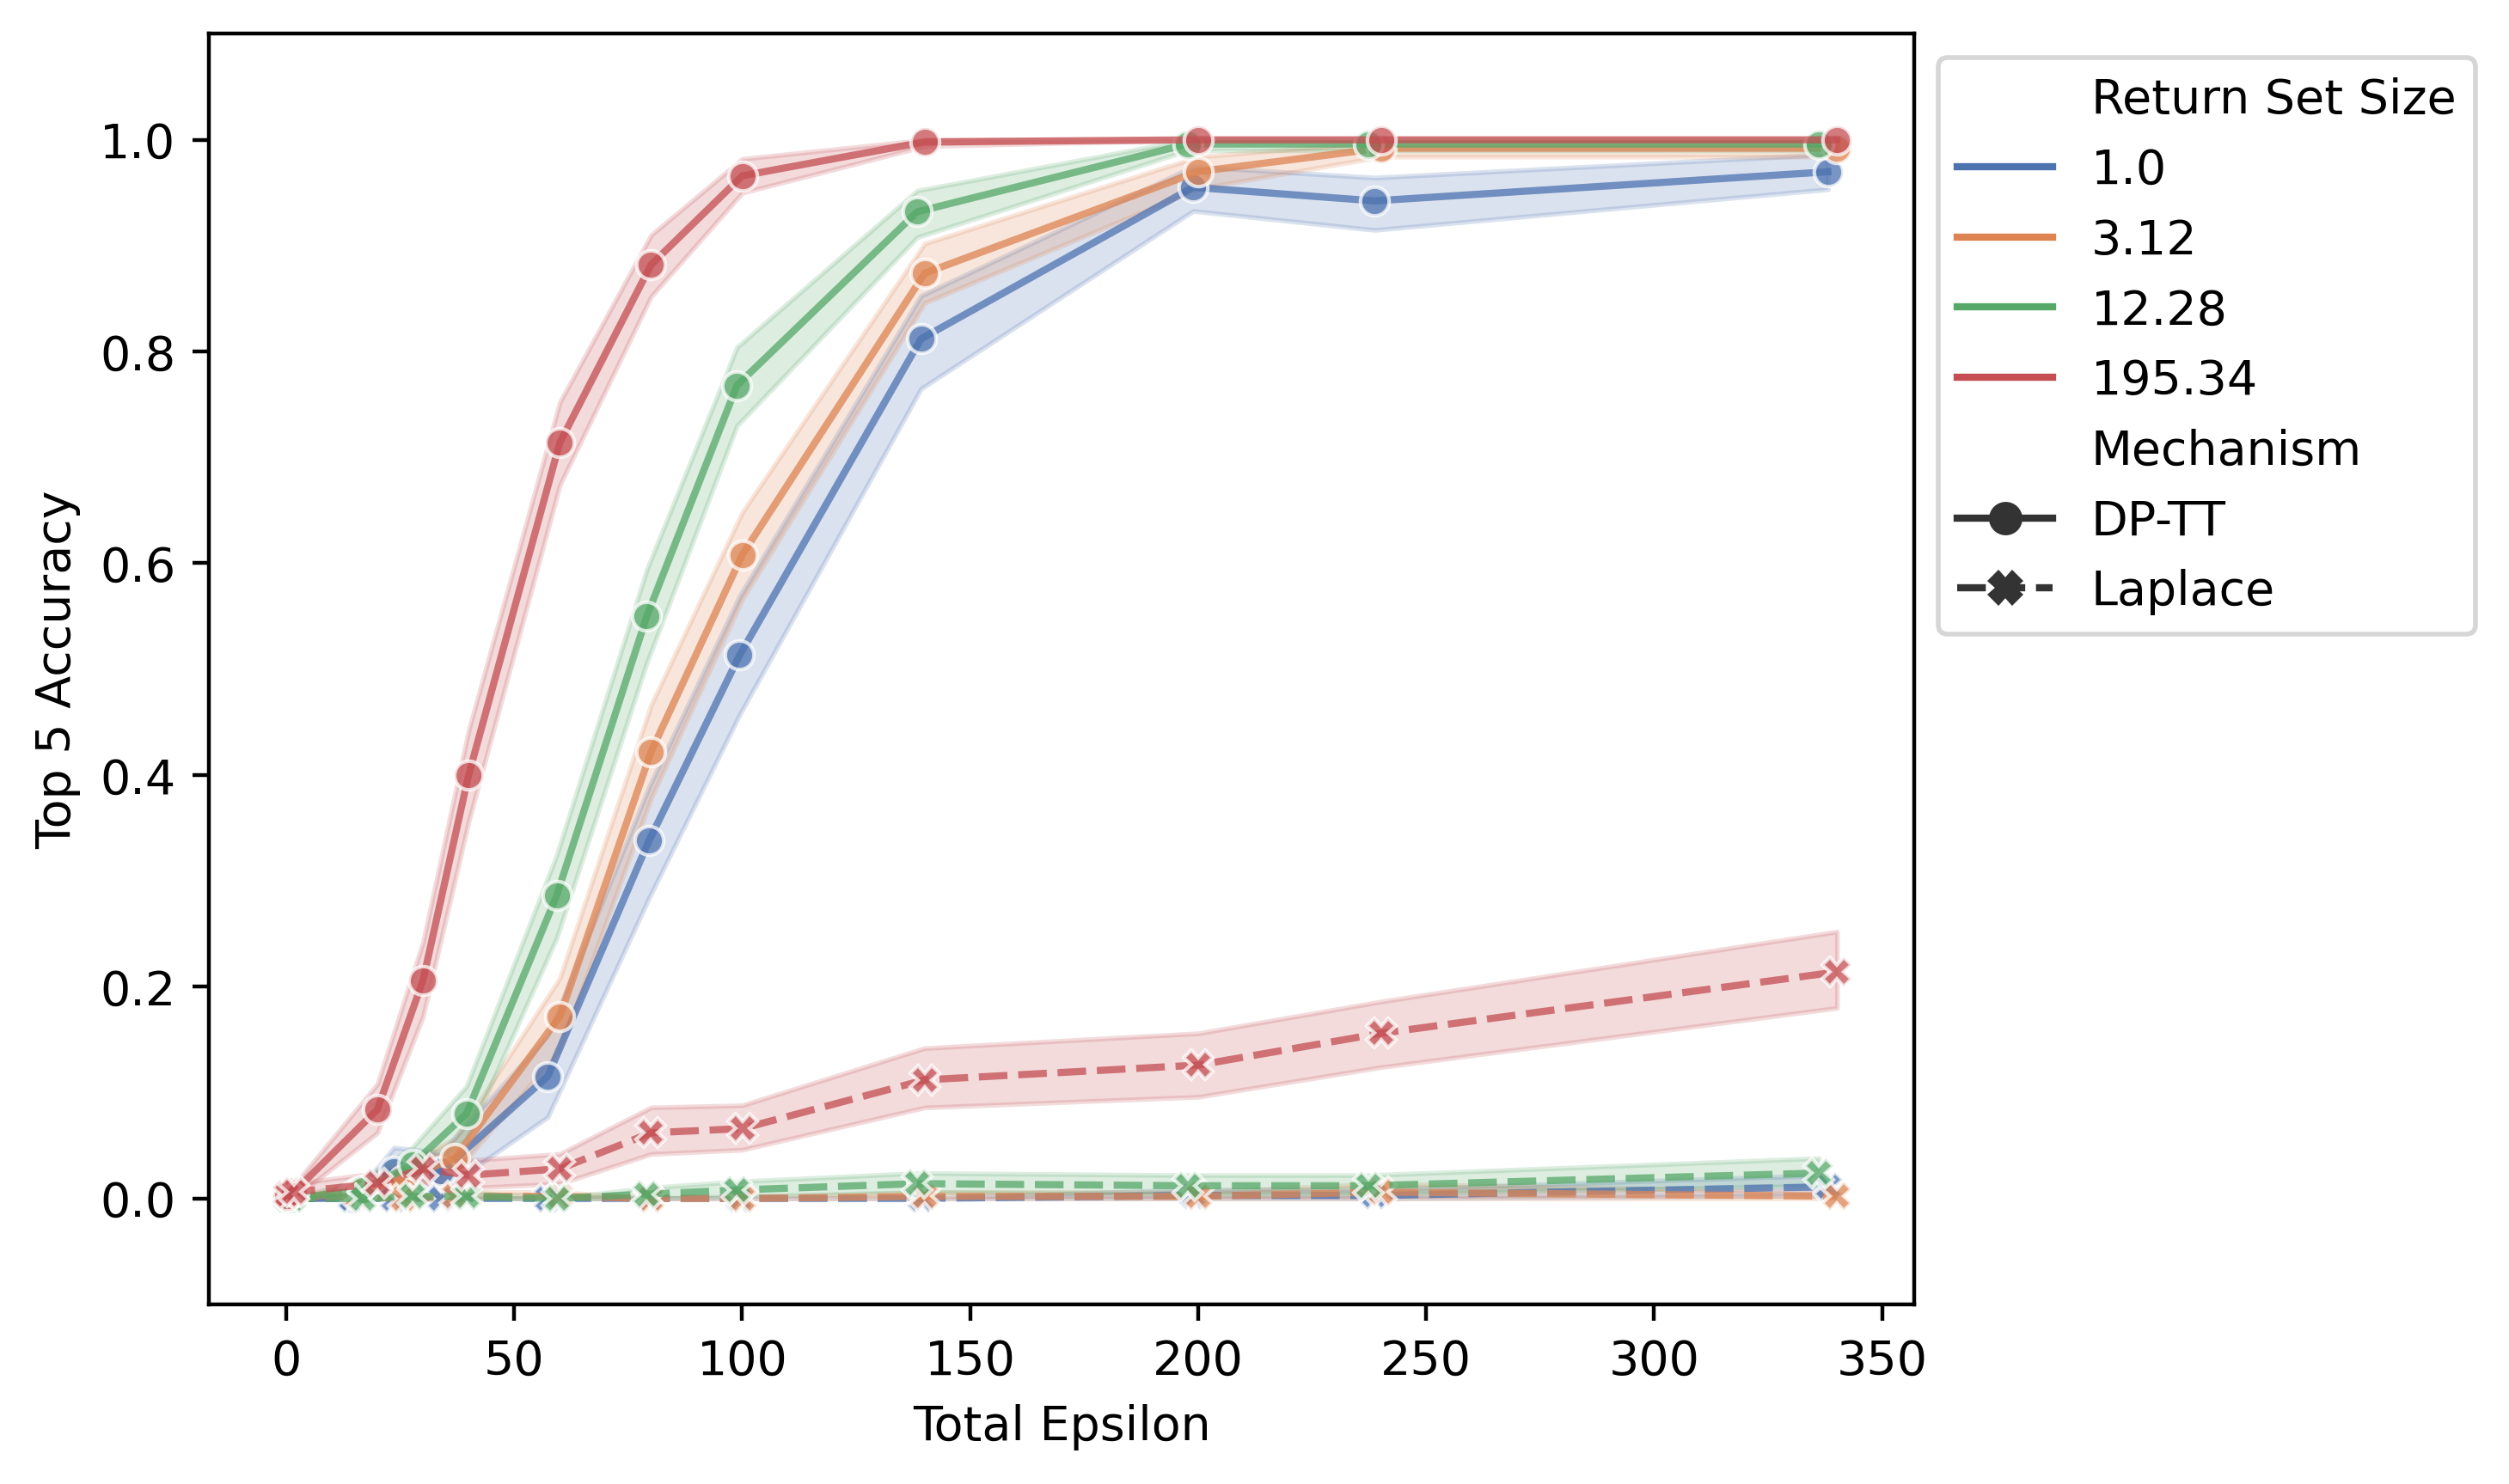 Return Set Size
1.0
3.12
12.28
195.34
Mechanism
DP-TT
Laplace
Top 5 Accuracy
1.0
0.8
0.6
0.4
0.2
0.0
0 50 100 150 200 250 300 350
Total Epsilon